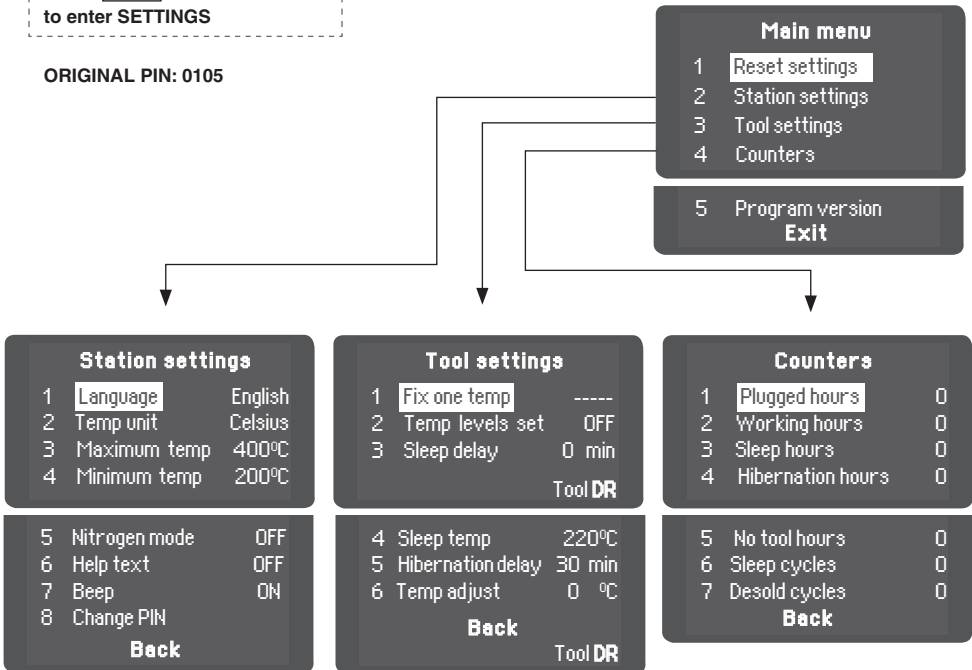 to enter SETTINGS
ORIGINAL PIN: 0105
Main menu
1 Reset settings
2 Station settings
3 Tool settings
4 Counters
5 Program version
Exit
Station settings
1 Language English
2 Temp unit Celsius
3 Maximum temp 400ºC
4 Minimum temp 200ºC
5 Nitrogen mode OFF
6 Help text OFF
7 Beep ON
8 Change PIN
Back
Tool settings
1 Fix one temp -----
2 Temp levels set OFF
3 Sleep delay 0 min
Tool DR
4 Sleep temp 220ºC
5 Hibernation delay 30 min
6 Temp adjust 0 ºC
Back
Tool DR
Counters
1 Plugged hours 0
2 Working hours 0
3 Sleep hours 0
4 Hibernation hours 0
5 No tool hours 0
6 Sleep cycles 0
7 Desold cycles 0
Back